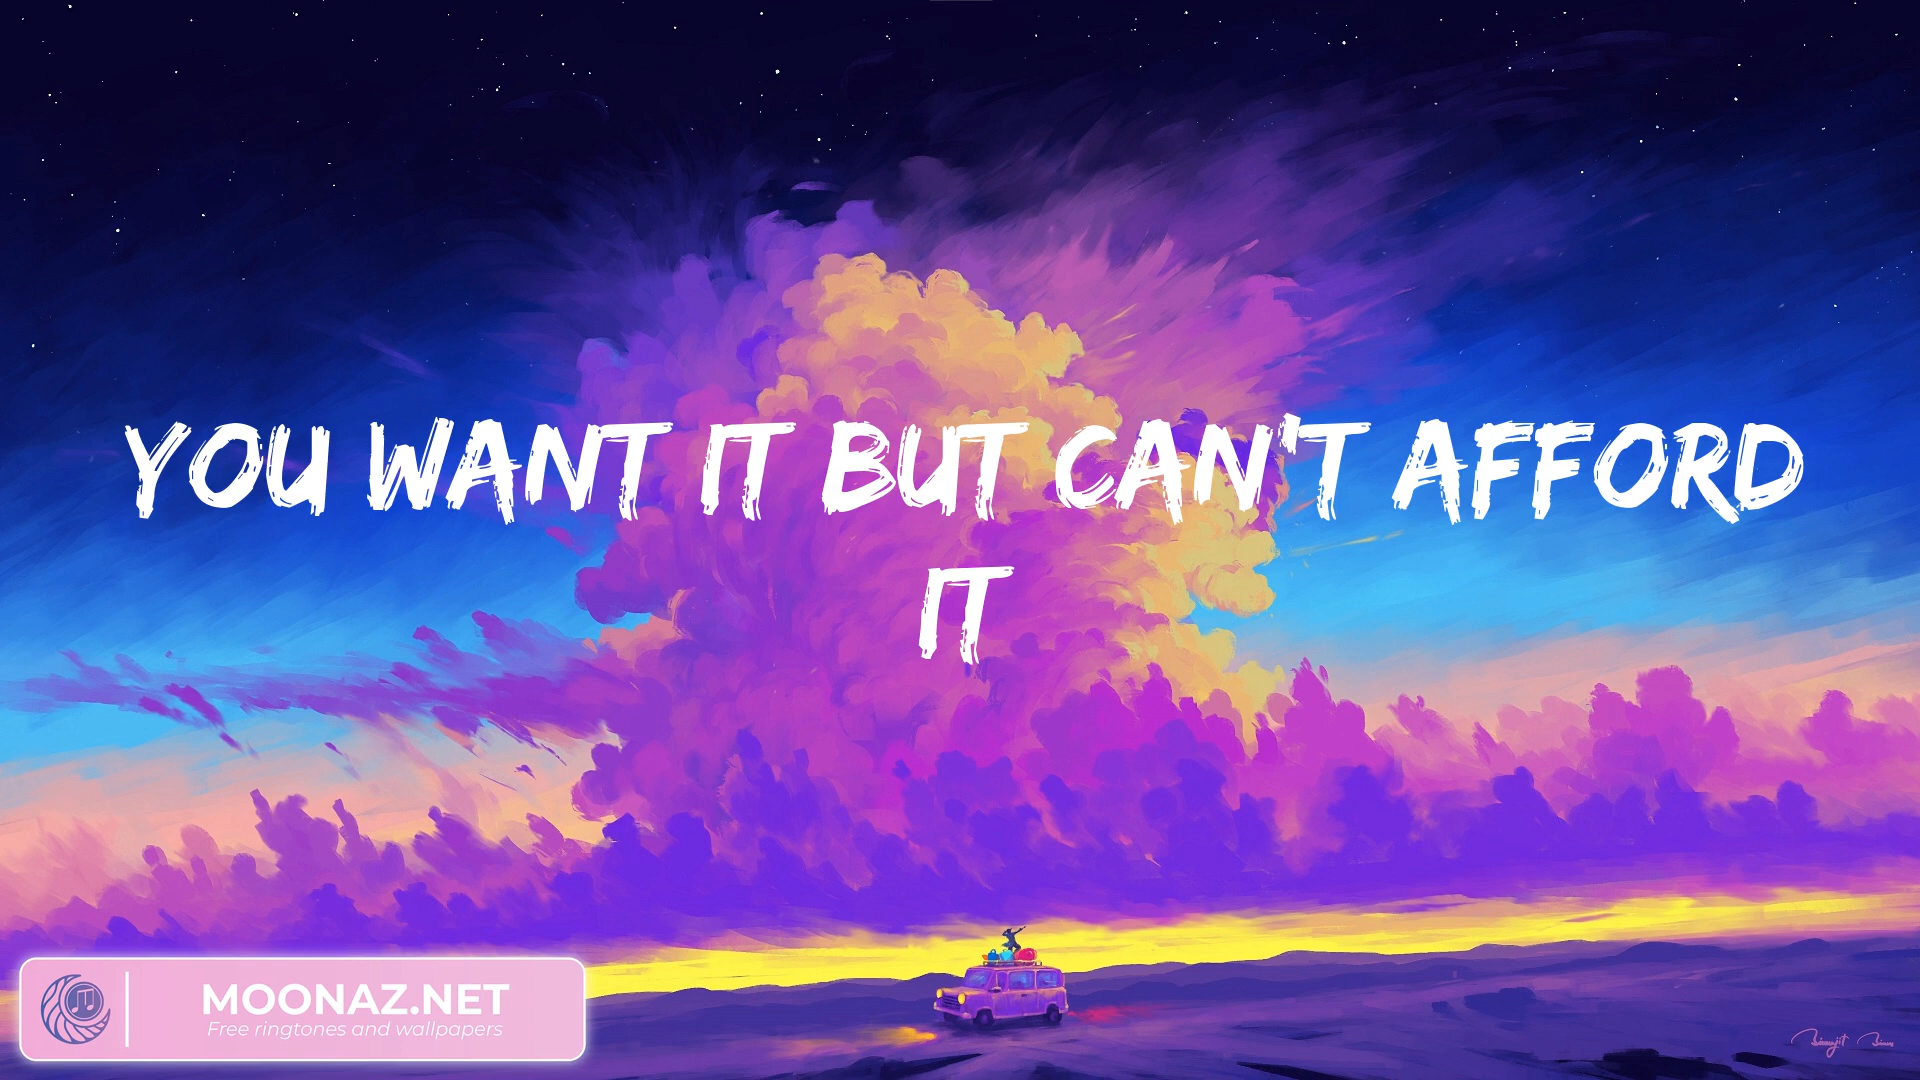 YOU WANT IT BUT CAN'T AFFORD
IT
MOONAZ.NET
Free ringtones and wallpapers